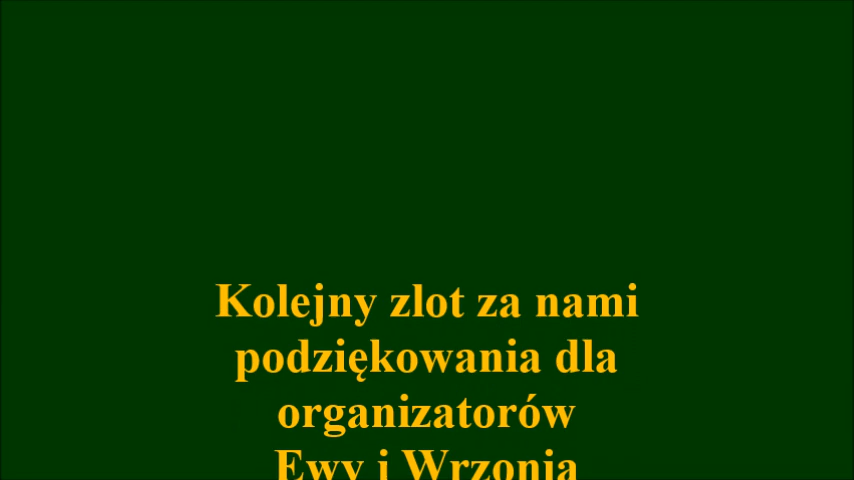 Kolejny zlot za nami
podziękowania dla
organizatorów
Ewy i Wrzonia